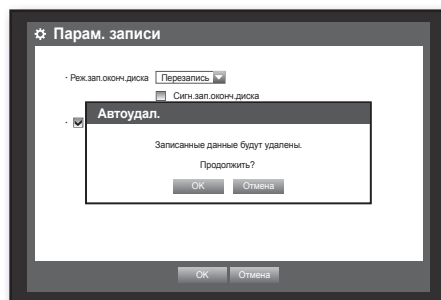 Парам. записи
· Реж.зап.оконч.диска Перезапись
Сигн.зап.оконч.диска
·
Автоудал.
Записанные данные будут удалены.
Продолжить?
OK Отмена
OK Отмена